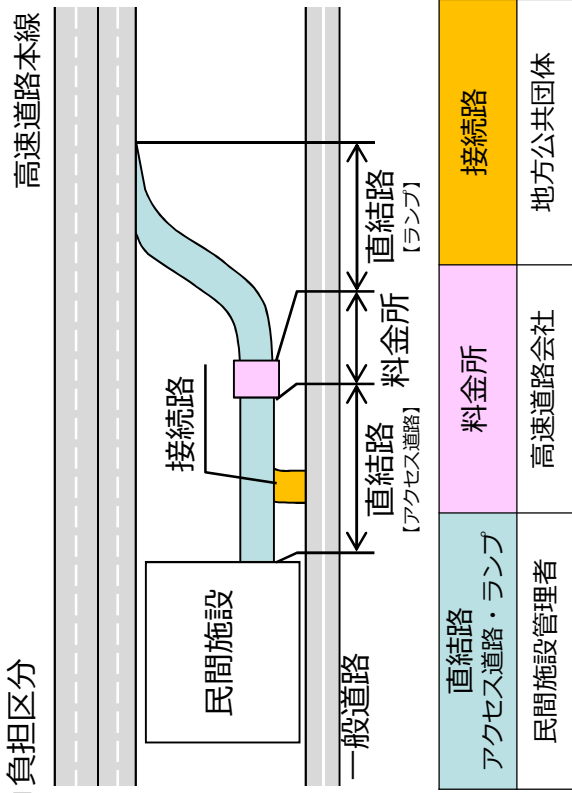 負担区分
高速道路本線
接続路
民間施設
直結路
【アクセス道路】
料金所
直結路
【ランプ】
一般道路
直結路
アクセス道路・ランプ
料金所
接続路
民間施設管理者
高速道路会社
地方公共団体